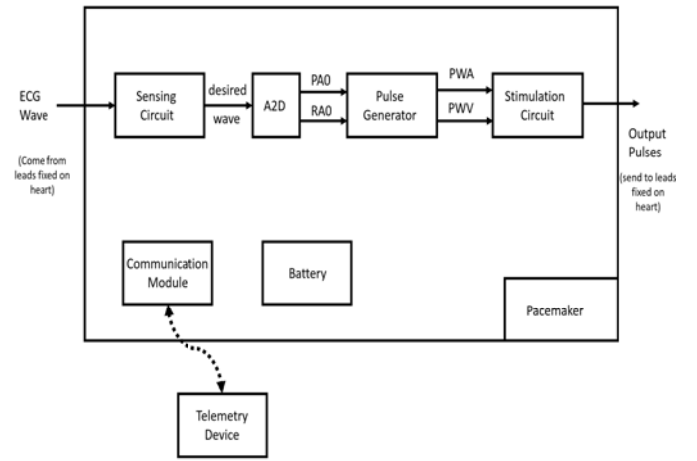 ECG
Wave
(Come from
leads fixed on
heart)
Sensing
Circuit
desired
wave
A2D
PA0
RA0
Pulse
Generator
PWA
PWV
Stimulation
Circuit
Output
Pulses
(send to leads
fixed on
heart)
Communication
Module
Battery
Pacemaker
Telemetry
Device